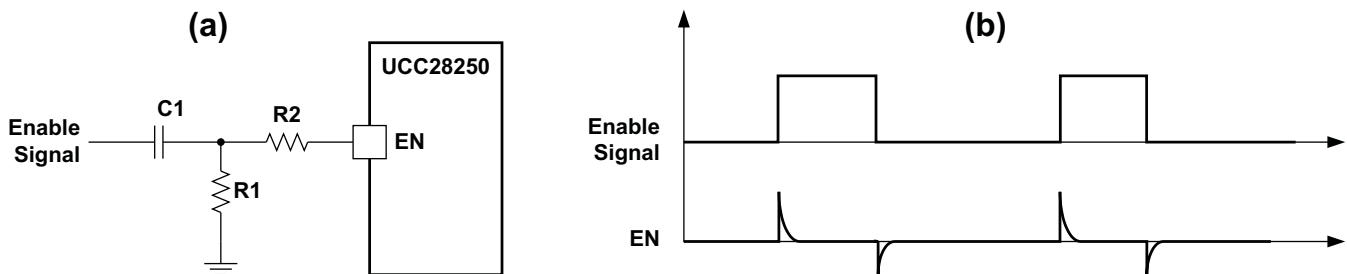 (a)
UCC28250
C1
R2
Enable
Signal
EN
R1
(b)
Enable
Signal
EN